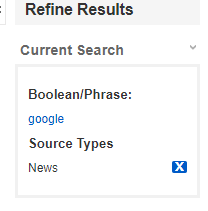 Refine Results
Current Search
Boolean/Phrase:
google
Source Types
News
X